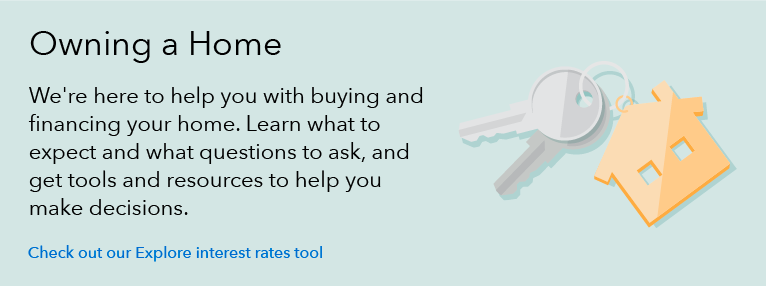 Owning a Home
We're here to help you with buying and
financing your home. Learn what to
expect and what questions to ask, and
get tools and resources to help you
make decisions.
Check out our Explore interest rates tool